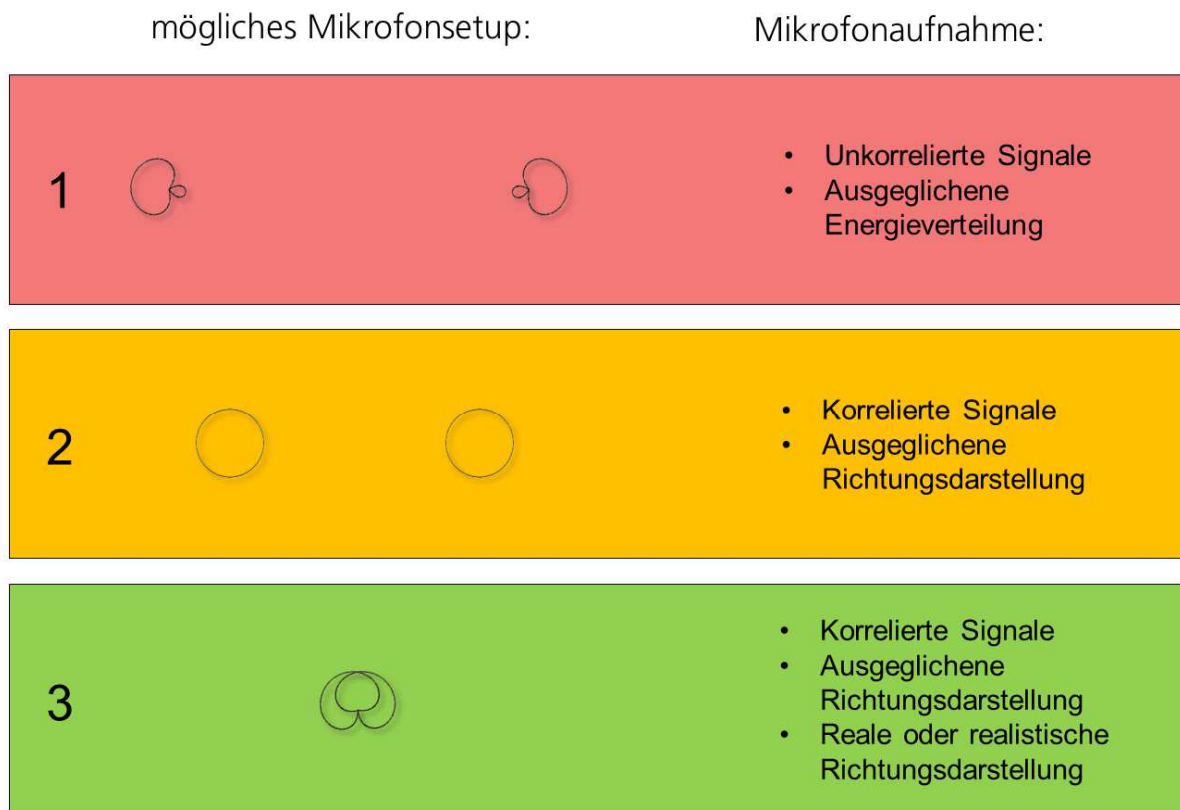 mögliches Mikrofonsetup:
Mikrofonaufnahme:
1
• Unkorrelierte Signale
• Ausgeglichene
Energieverteilung
2
• Korrelierte Signale
• Ausgeglichene
Richtungsdarstellung
3
• Korrelierte Signale
• Ausgeglichene
Richtungsdarstellung
• Reale oder realistische
Richtungsdarstellung